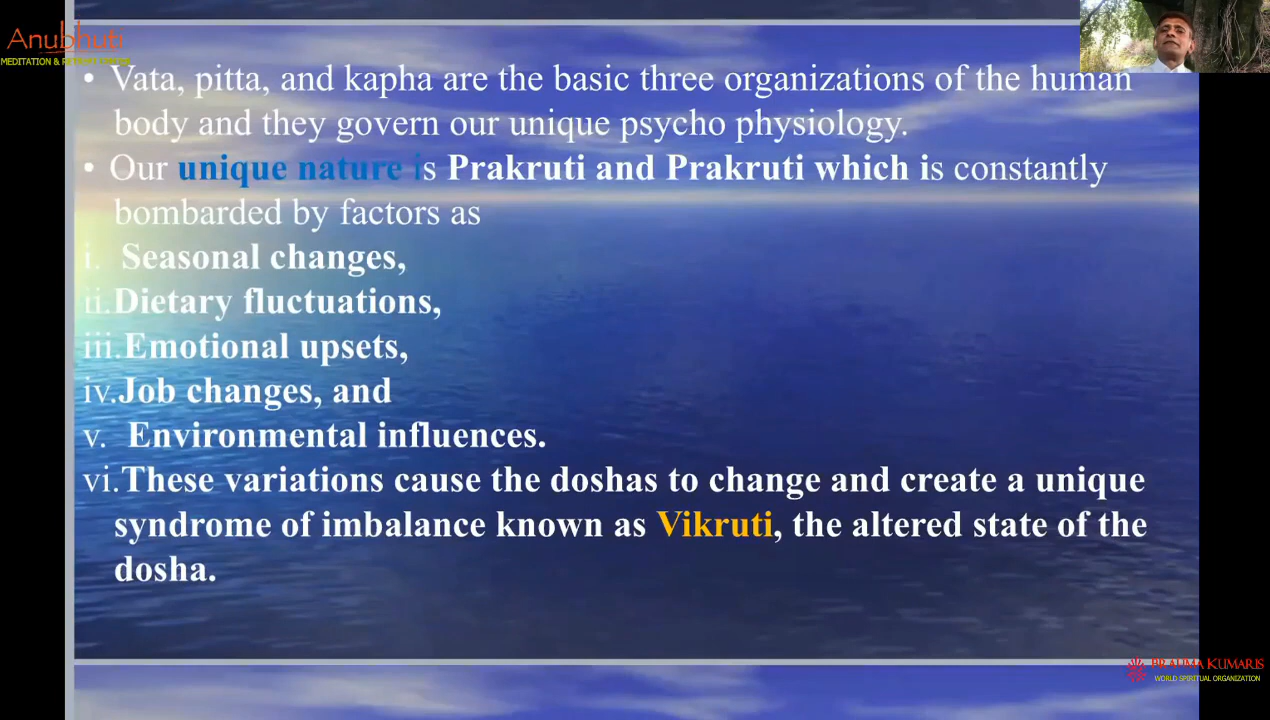 Anubhuti
MEDITATION &
• Vata, pitta, and kapha are the basic three organizations of the human
body and they govern our unique psycho physiology.
• Our unique nature is Prakruti and Prakruti which is constantly
bombarded by factors as
i. Seasonal changes,
ii.Dietary fluctuations,
iii.Emotional upsets,
iv.Job changes, and
v. Environmental influences.
vi.These variations cause the doshas to change and create a unique
syndrome of imbalance known as Vikruti, the altered state of the
dosha.
BRAHMA KUMARIS
WORLD SPIRITUAL ORGANIZATION